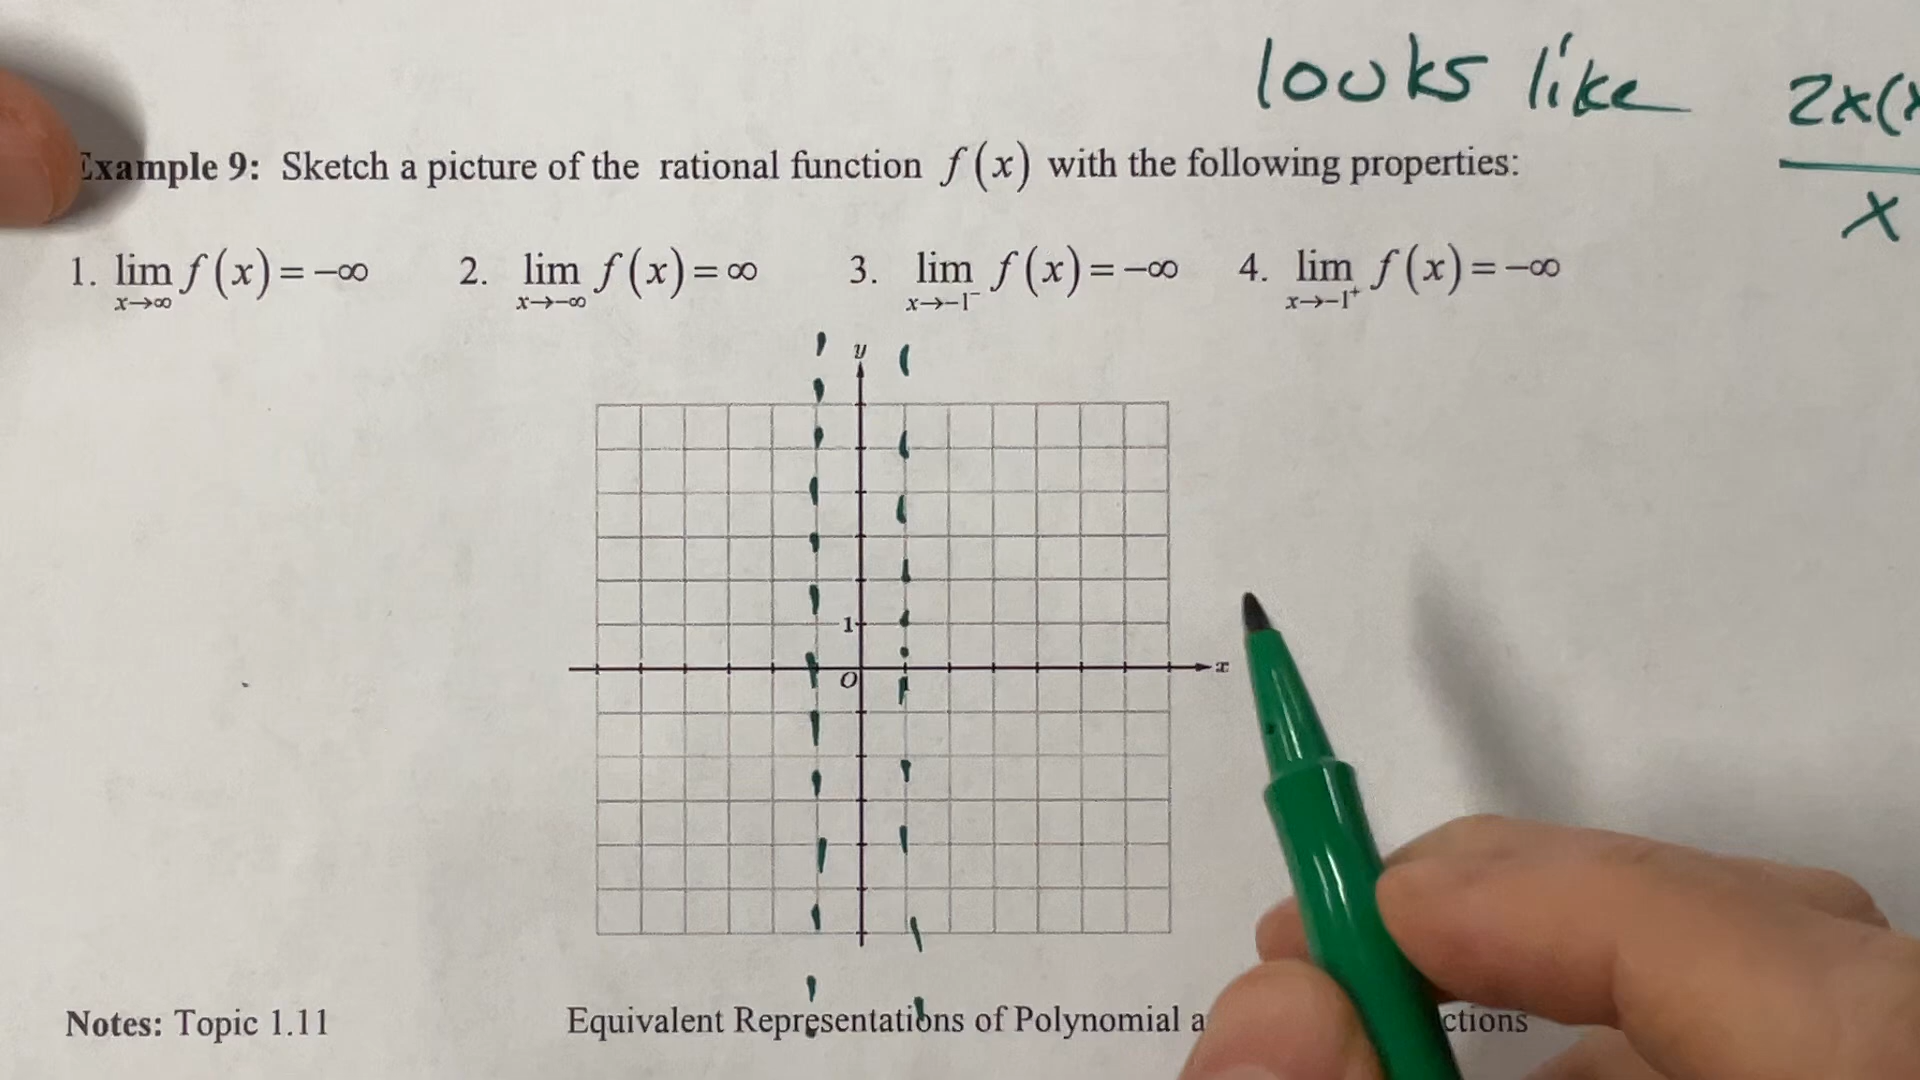 looks like 2x(x
x
Example 9: Sketch a picture of the rational function f(x) with the following properties:
1. lim x→∞ f(x) = −∞ 2. lim x→−∞ f(x) = ∞ 3. lim x→−1⁻ f(x) = −∞ 4. lim x→−1⁺ f(x) = −∞
y
1
O x
Notes: Topic 1.11 Equivalent Representations of Polynomial a ctions